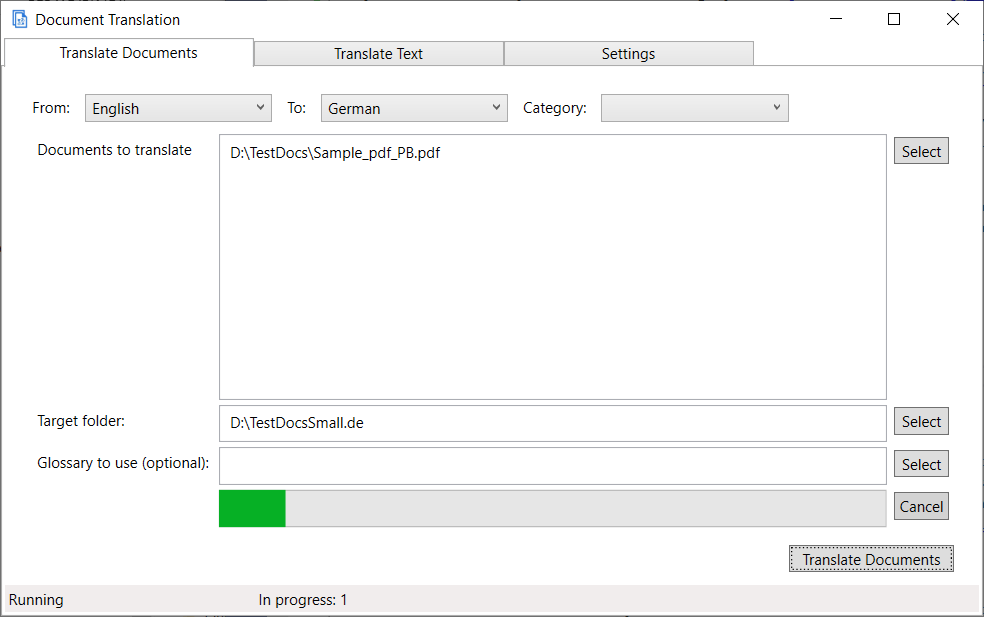 Document Translation
Translate Documents Translate Text Settings
From: English To: German Category:
Documents to translate D:\TestDocs\Sample_pdf_PB.pdf Select
Target folder: D:\TestDocsSmall.de Select
Glossary to use (optional): Select
Cancel
Translate Documents
Running In progress: 1